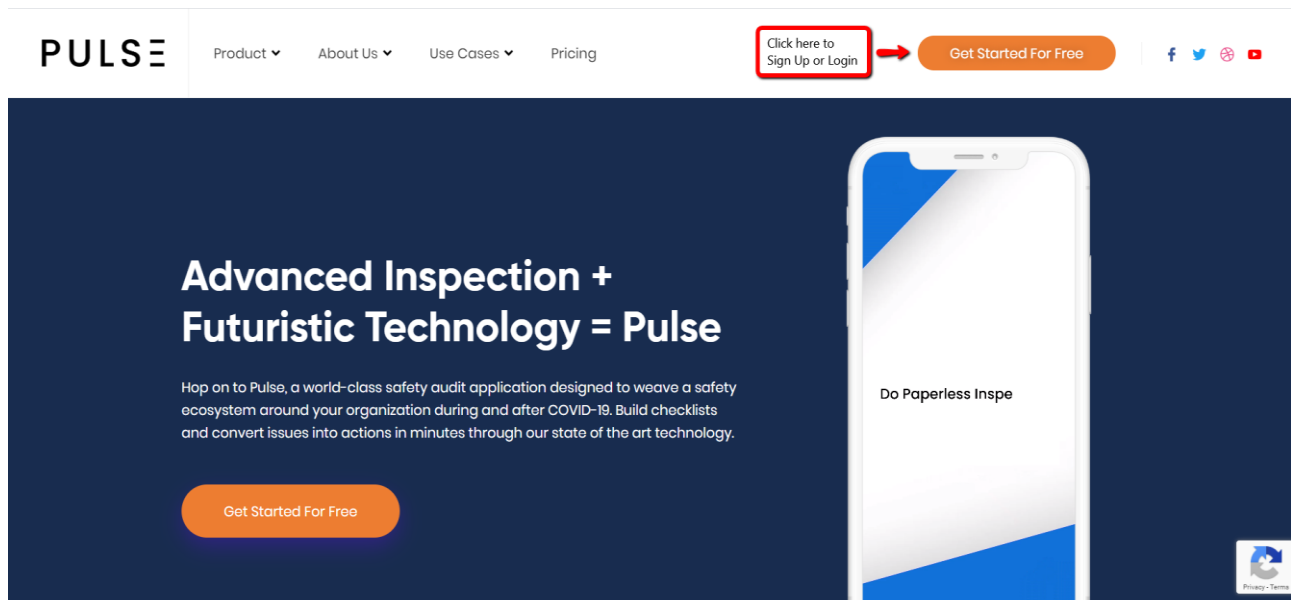 PULSE
Product
About Us
Use Cases
Pricing
Click here to
Sign Up or Login
Get Started For Free
Advanced Inspection +
Futuristic Technology = Pulse
Hop on to Pulse, a world-class safety audit application designed to weave a safety
ecosystem around your organization during and after COVID-19. Build checklists
and convert issues into actions in minutes through our state of the art technology.
Get Started For Free
Do Paperless Inspe
Privacy - Terms